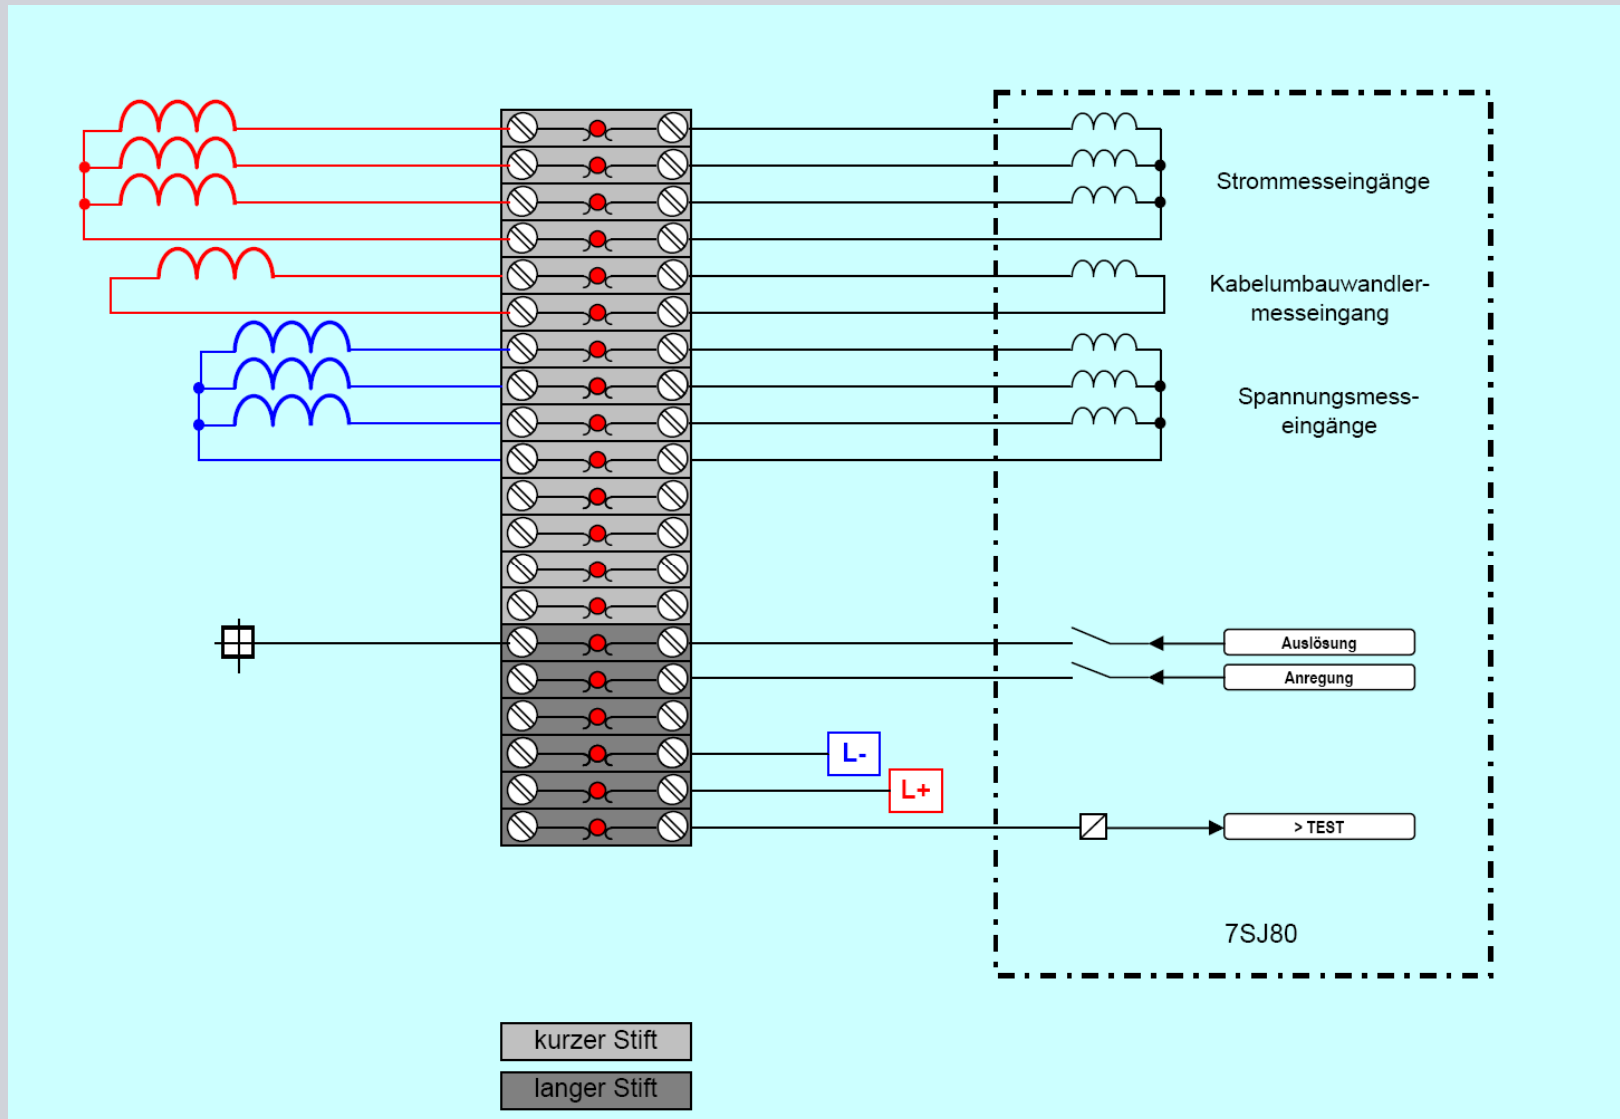 Strommesseingänge
Kabelumbauwandler-
messeingang
Spannungsmess-
eingänge
Auslösung
Anregung
L-
L+
> TEST
7SJ80
kurzer Stift
langer Stift